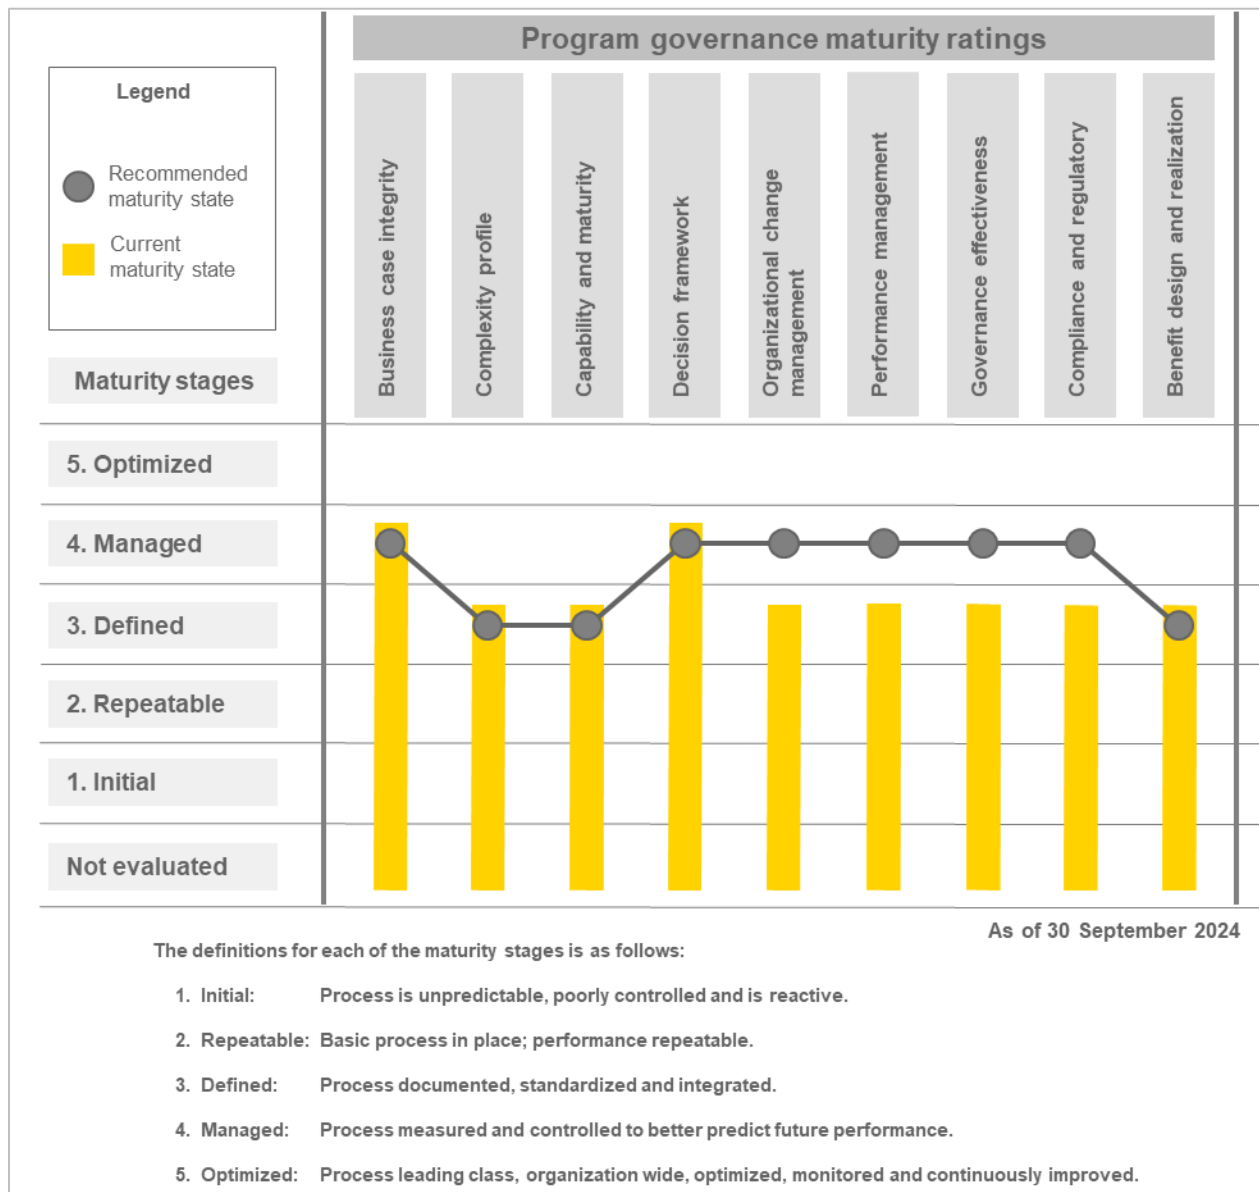 Program governance maturity ratings
Legend
Recommended
maturity state
Current
maturity state
Business case integrity
Complexity profile
Capability and maturity
Decision framework
Organizational change
management
Performance management
Governance effectiveness
Compliance and regulatory
Benefit design and realization
Maturity stages
5. Optimized
4. Managed
3. Defined
2. Repeatable
1. Initial
Not evaluated
As of 30 September 2024
The definitions for each of the maturity stages is as follows:
1. Initial: Process is unpredictable, poorly controlled and is reactive.
2. Repeatable: Basic process in place; performance repeatable.
3. Defined: Process documented, standardized and integrated.
4. Managed: Process measured and controlled to better predict future performance.
5. Optimized: Process leading class, organization wide, optimized, monitored and continuously improved.